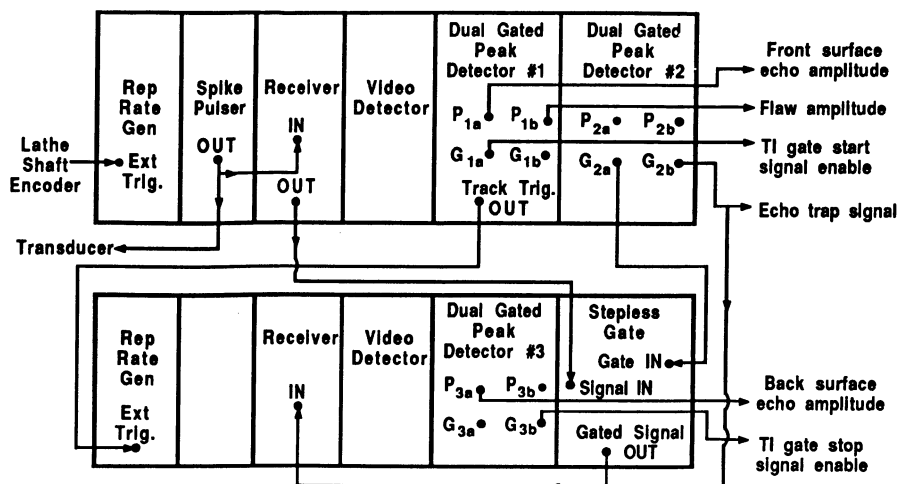 Dual Gated
Peak
Detector #1
Dual Gated
Peak
Detector #2
Front surface
echo amplitude
Rep
Rate
Gen
Spike
Pulser
Receiver
Video
Detector
P1a
P1b
P2a
P2b
Flaw amplitude
IN
OUT
Lathe
Shaft
Encoder
Ext
Trig.
G1a
G1b
G2a
G2b
TI gate start
signal enable
OUT
Track Trig.
OUT
Echo trap signal
Transducer
Dual Gated
Peak
Detector #3
Stepless
Gate
Rep
Rate
Gen
Receiver
Video
Detector
Gate IN
P3a
P3b
Signal IN
Back surface
echo amplitude
IN
Ext
Trig.
G3a
G3b
Gated Signal
OUT
TI gate stop
signal enable